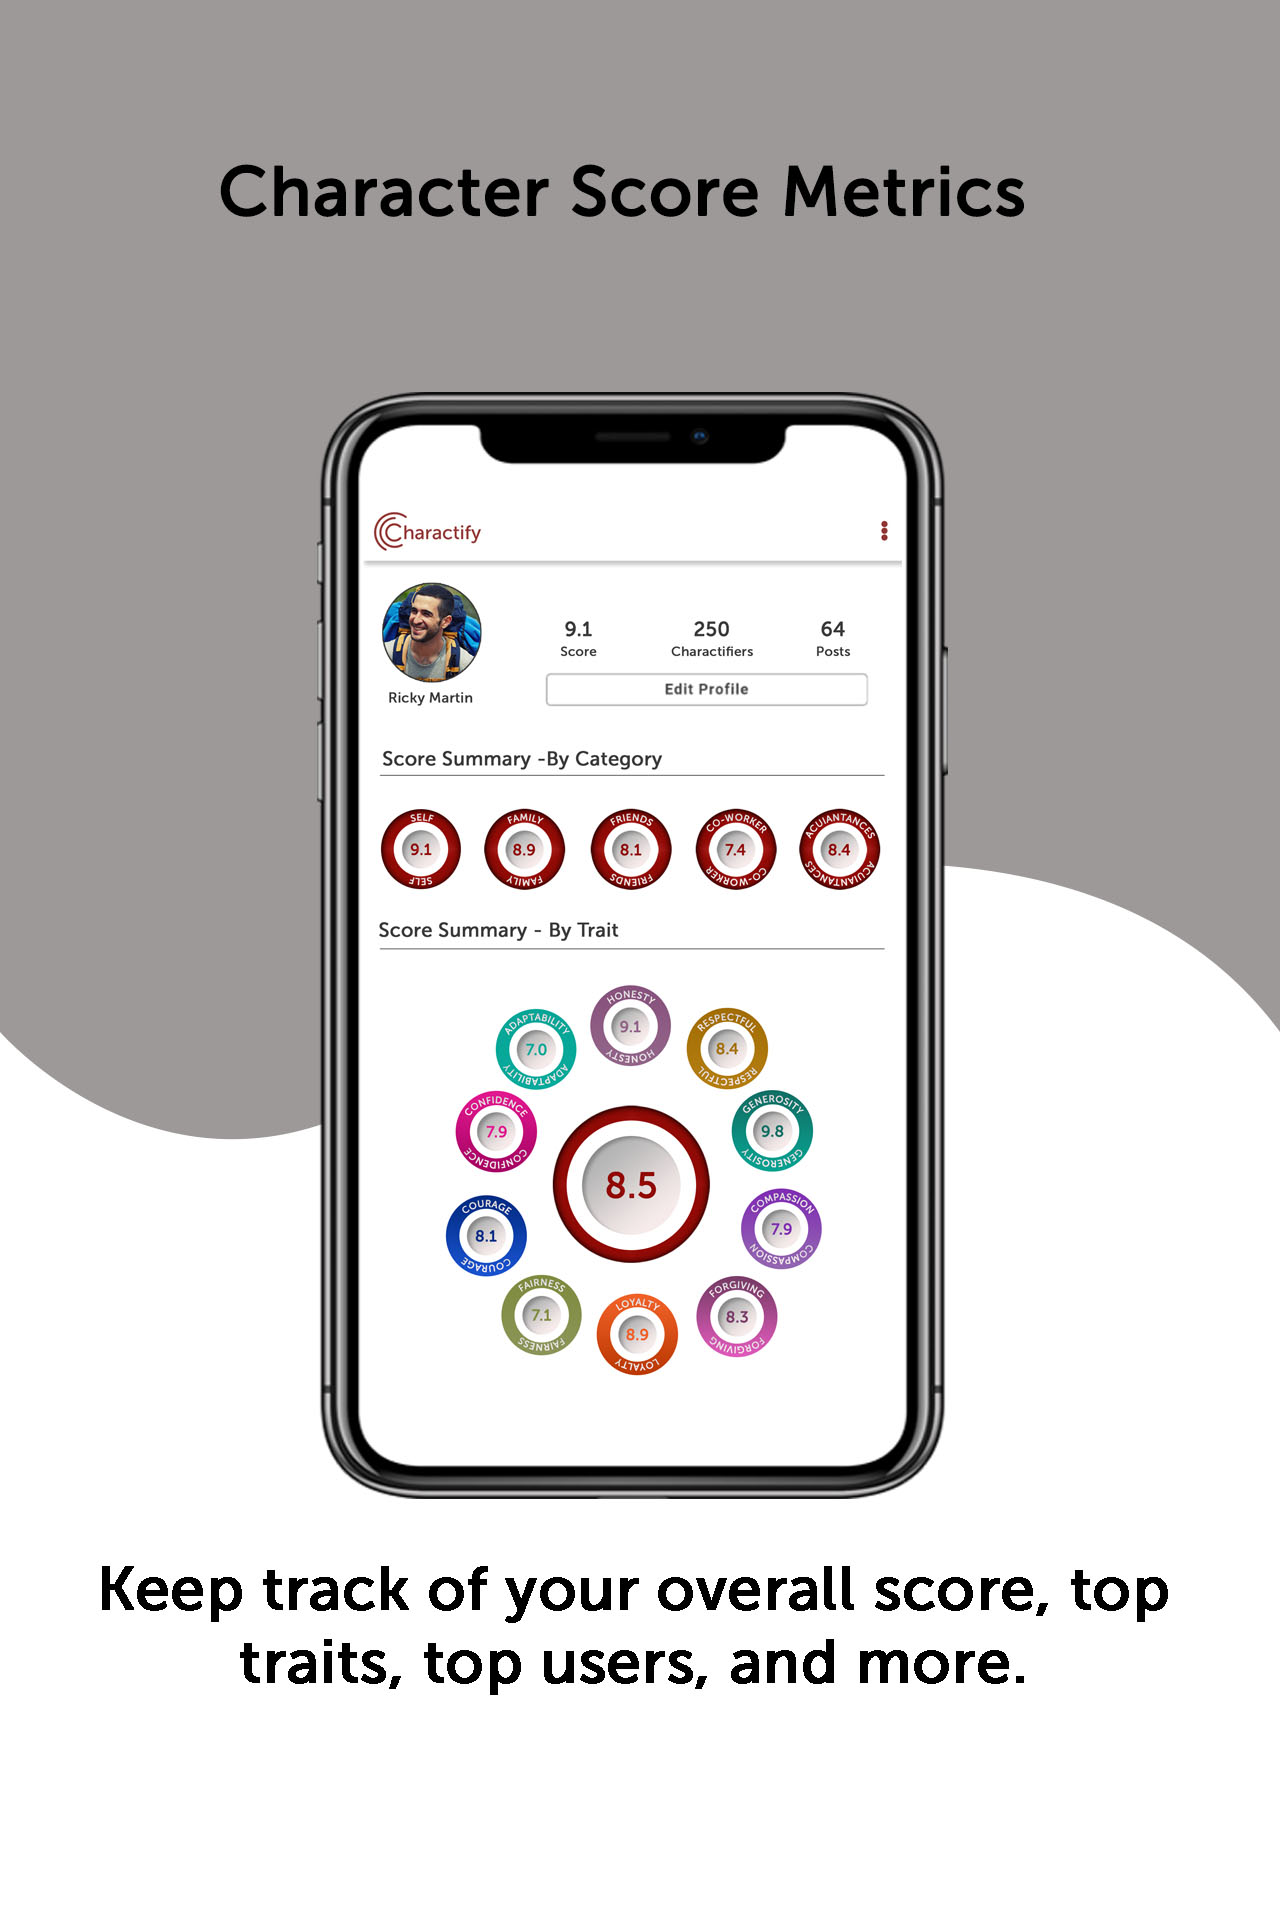 Character Score Metrics
Charactify
9.1 250 64
Score Charactifiers Posts
Edit Profile
Ricky Martin
Score Summary -By Category
SELF FAMILY FRIENDS CO-WORKER ACUIANTANCES
9.1 8.9 8.1 7.4 8.4
SELF FAMILY FRIENDS CO-WORKER ACUIANTANCES
Score Summary - By Trait
HONESTY
9.1
HONESTY
RESPECTFUL
8.4
RESPECTFUL
GENEROSITY
9.8
GENEROSITY
COMPASSION
7.9
COMPASSION
FORGIVING
8.3
FORGIVING
LOYALTY
8.9
LOYALTY
FAIRNESS
7.1
FAIRNESS
COURAGE
8.1
COURAGE
CONFIDENCE
7.9
CONFIDENCE
ADAPTABILITY
7.0
ADAPTABILITY
8.5
Keep track of your overall score, top
traits, top users, and more.